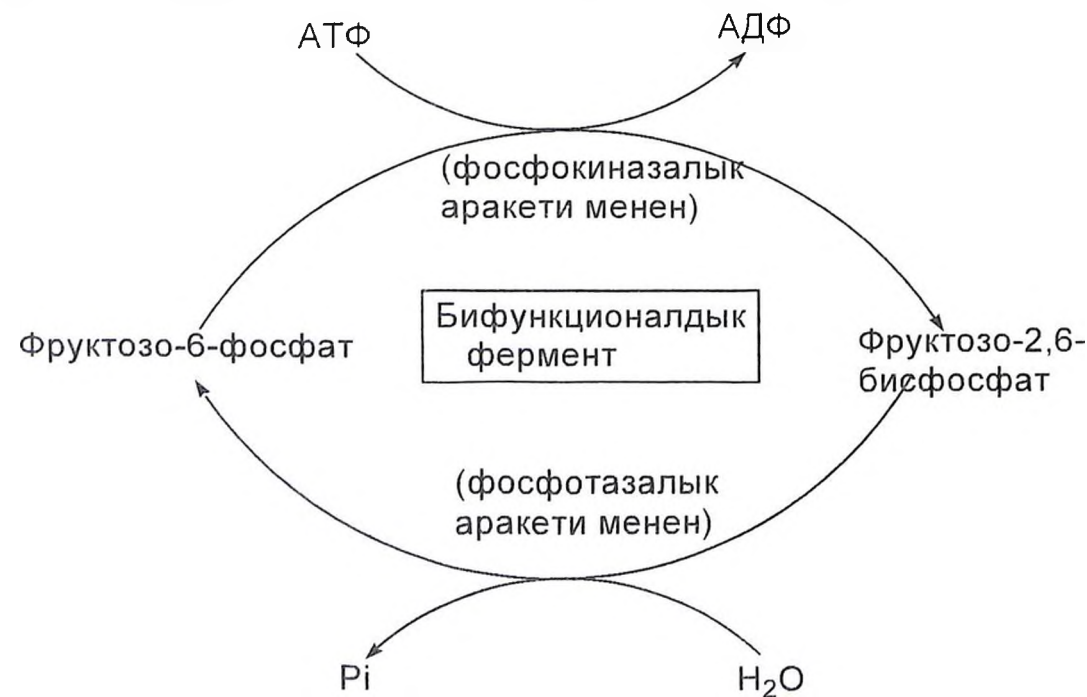 АТФ
АДФ
(фосфокиназалык
аракети менен)
Бифункционалдык
фермент
Фруктозо-6-фосфат
Фруктозо-2,6-
бисфосфат
(фосфотазалык
аракети менен)
Pi
H₂O